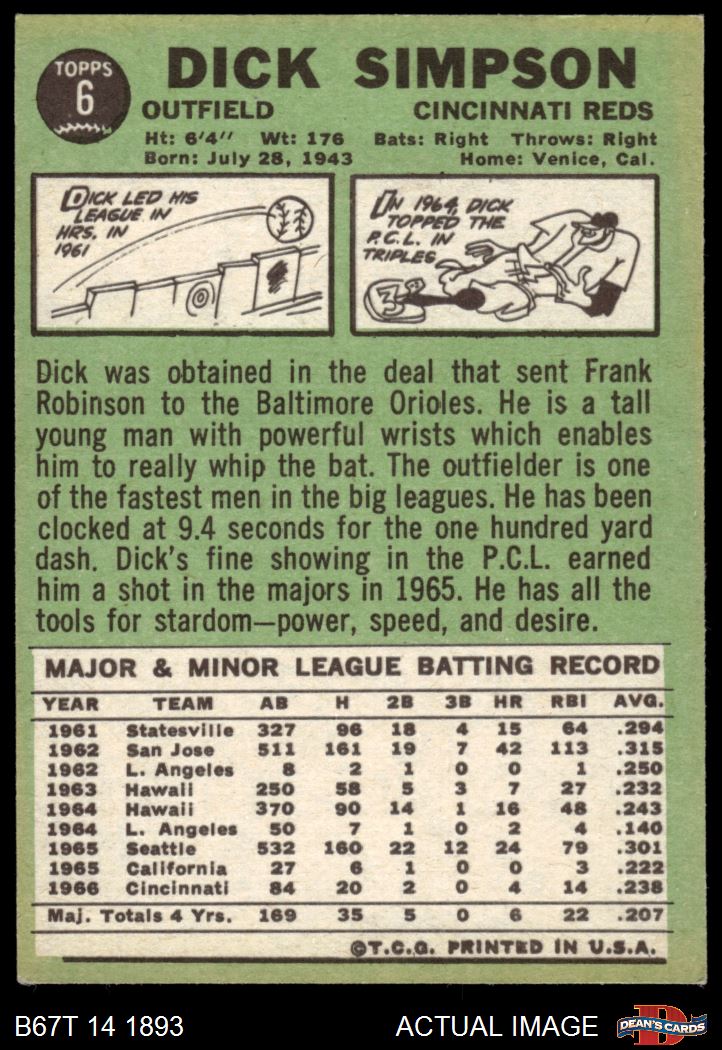 TOPPS
6
DICK SIMPSON
OUTFIELD CINCINNATI REDS
Ht: 6'4" Wt: 176 Bats: Right Throws: Right
Born: July 28, 1943 Home: Venice, Cal.
DICK LED HIS
LEAGUE IN
HRS. IN
1961
IN 1964, DICK
TOPPED THE
P.C.L. IN
TRIPLES
3
Dick was obtained in the deal that sent Frank
Robinson to the Baltimore Orioles. He is a tall
young man with powerful wrists which enables
him to really whip the bat. The outfielder is one
of the fastest men in the big leagues. He has been
clocked at 9.4 seconds for the one hundred yard
dash. Dick's fine showing in the P.C.L. earned
him a shot in the majors in 1965. He has all the
tools for stardom—power, speed, and desire.
MAJOR & MINOR LEAGUE BATTING RECORD
YEAR TEAM AB H 2B 3B HR RBI AVG.
1961 Statesville 327 96 18 4 15 64 .294
1962 San Jose 511 161 19 7 42 113 .315
1962 L. Angeles 8 2 1 0 0 1 .250
1963 Hawaii 250 58 5 3 7 27 .232
1964 Hawaii 370 90 14 1 16 48 .243
1964 L. Angeles 50 7 1 0 2 4 .140
1965 Seattle 532 160 22 12 24 79 .301
1965 California 27 6 1 0 0 3 .222
1966 Cincinnati 84 20 2 0 4 14 .238
Maj. Totals 4 Yrs. 169 35 5 0 6 22 .207
©T.C.G. PRINTED IN U.S.A.
B67T 14 1893 ACTUAL IMAGE D DEAN'S CARDS